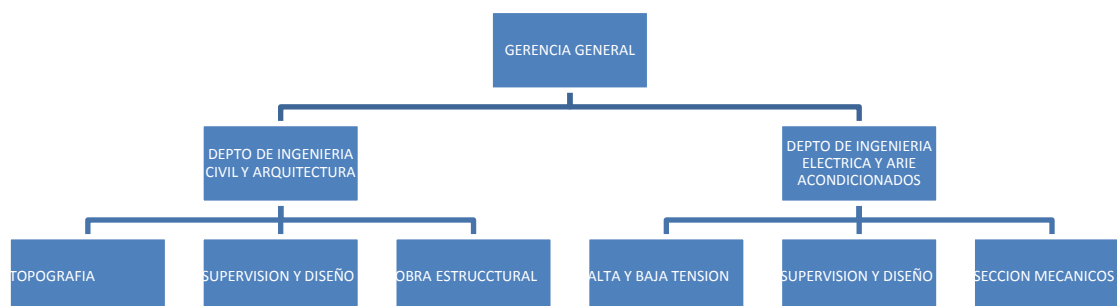 GERENCIA GENERAL
DEPTO DE INGENIERIA
CIVIL Y ARQUITECTURA
DEPTO DE INGENIERIA
ELECTRICA Y ARIE
ACONDICIONADOS
TOPOGRAFIA
SUPERVISION Y DISEÑO
OBRA ESTRUCCTURAL
ALTA Y BAJA TENSION
SUPERVISION Y DISEÑO
SECCION MECANICOS